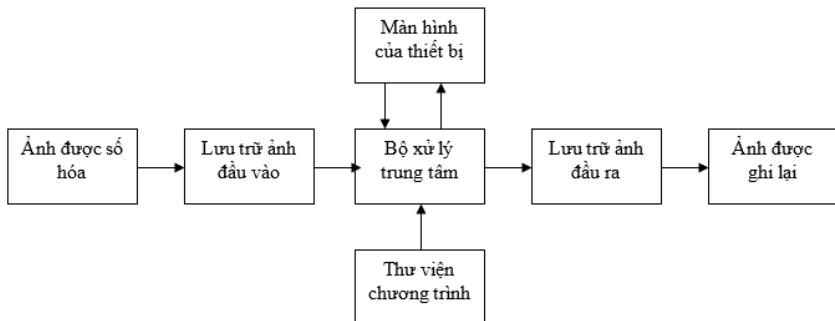 Màn hình
của thiết bị
Ảnh được số
hóa
Lưu trữ ảnh
đầu vào
Bộ xử lý
trung tâm
Lưu trữ ảnh
đầu ra
Ảnh được
ghi lại
Thư viện
chương trình